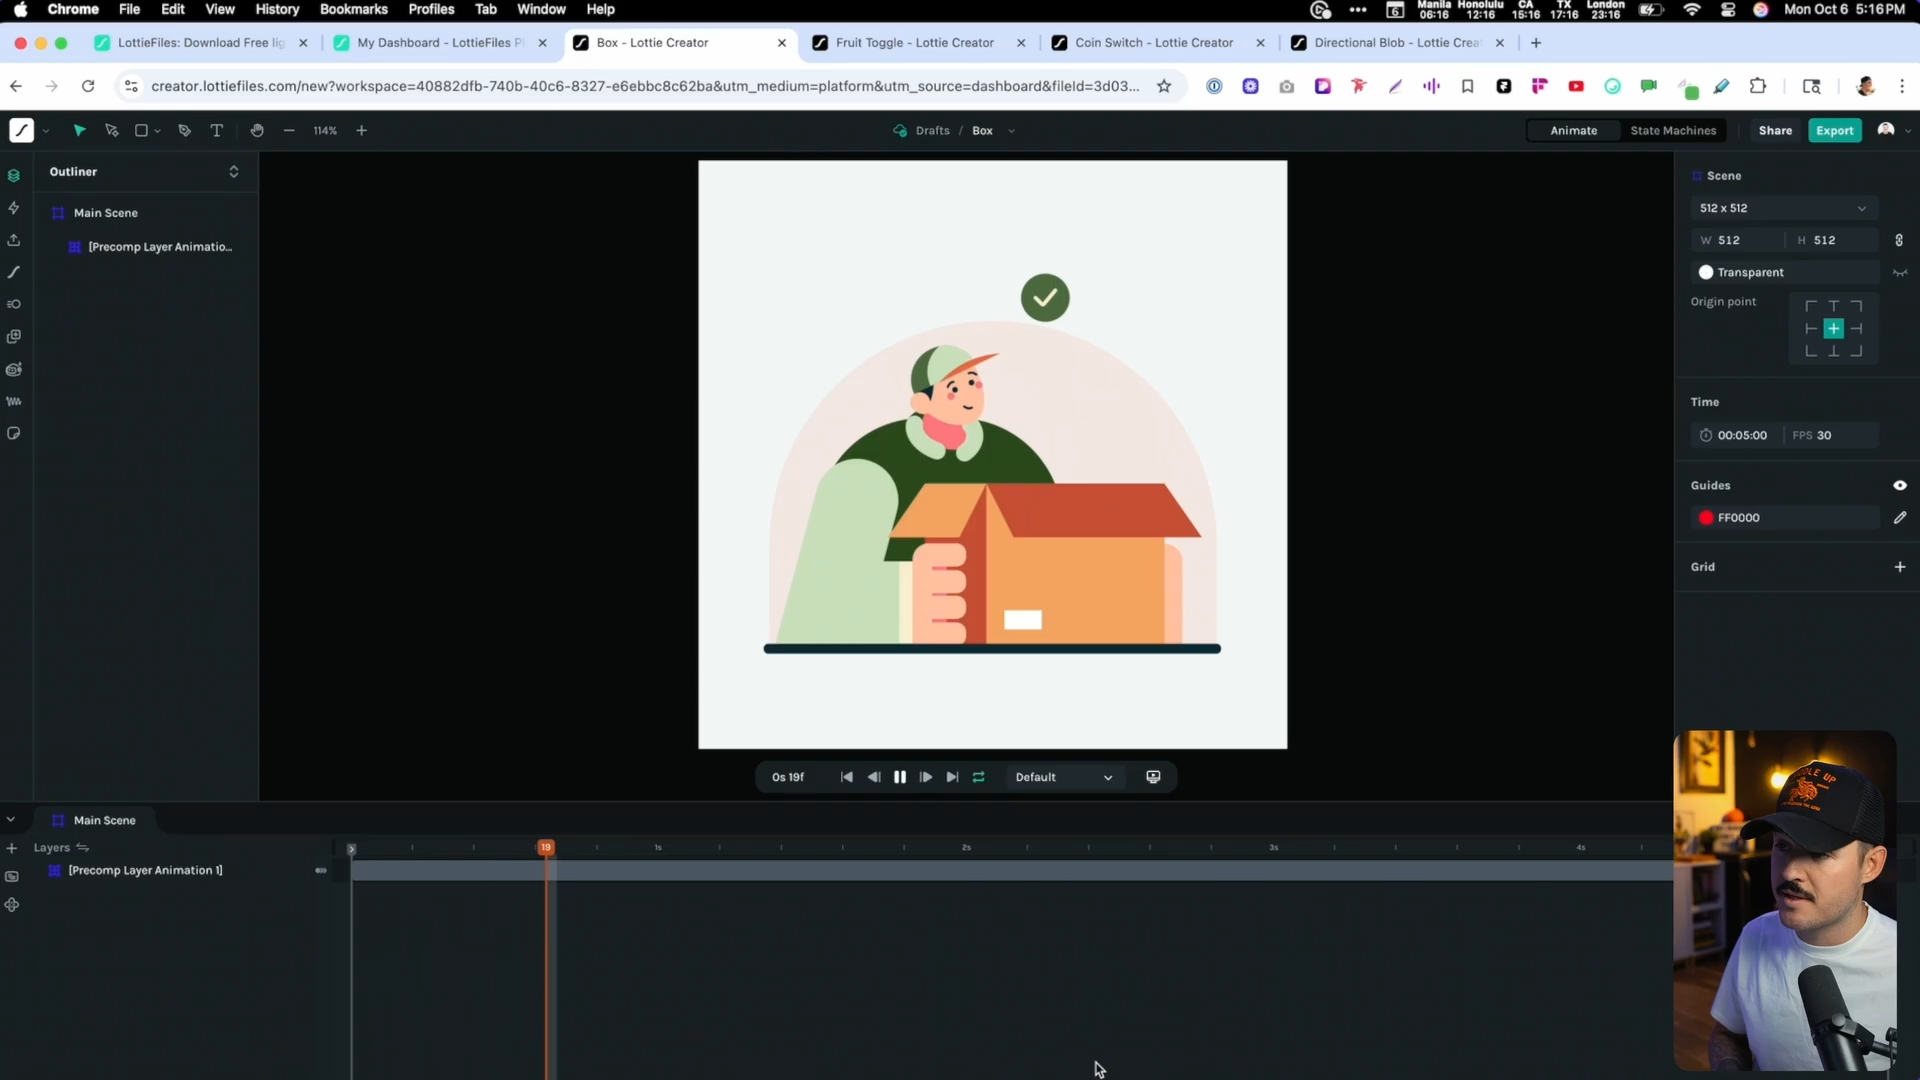 Chrome File Edit View History Bookmarks Profiles Tab Window Help
6 Manila 06:16 Honolulu 12:16 CA 15:16 TX 17:16 London 23:16 Mon Oct 6 5:16 PM
LottieFiles: Download Free lig
My Dashboard - LottieFiles Pl
Box - Lottie Creator
Fruit Toggle - Lottie Creator
Coin Switch - Lottie Creator
Directional Blob - Lottie Crea
creator.lottiefiles.com/new?workspace=40882dfb-740b-40c6-8327-e6ebbc8c62ba&utm_medium=platform&utm_source=dashboard&fileId=3d03...
T 114% Drafts / Box Animate State Machines Share Export
Outliner
Main Scene
[Precomp Layer Animatio...
Scene
512 x 512
W 512 H 512
Transparent
Origin point
Time
00:05:00 FPS 30
Guides
FF0000
Grid
0s 19f Default
Main Scene
Layers
19 1s 2s 3s 4s
[Precomp Layer Animation 1]